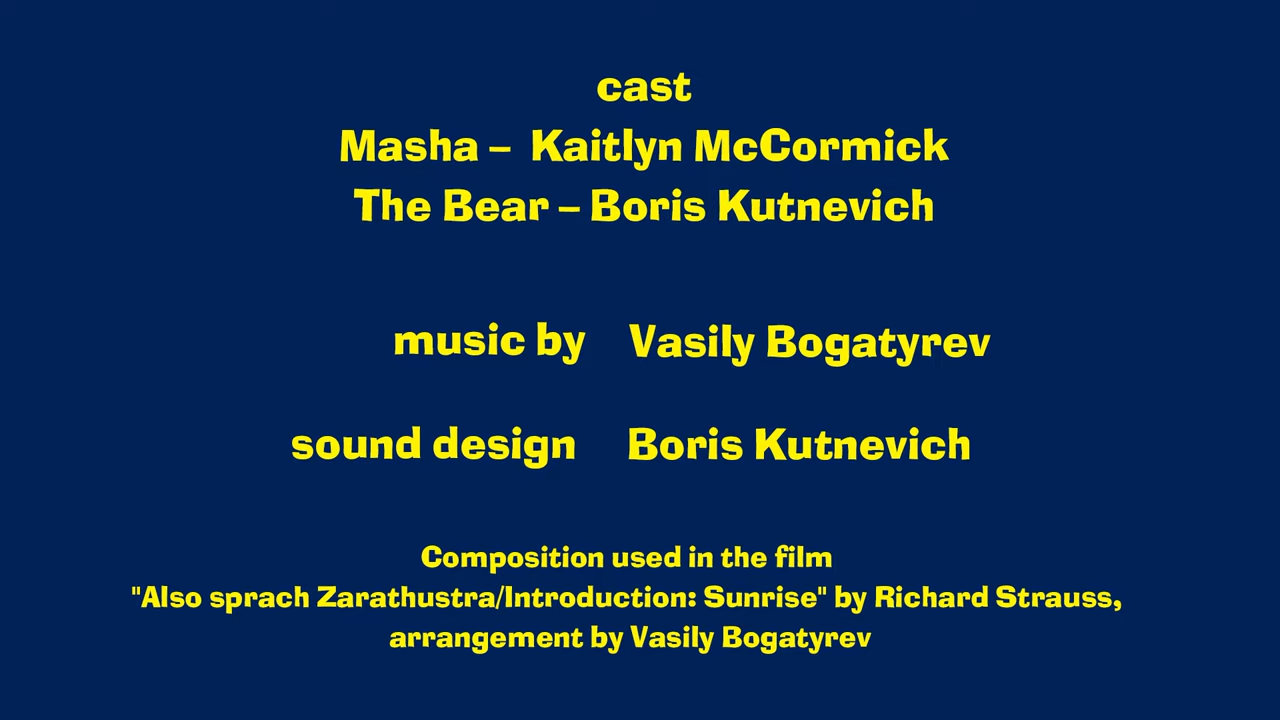 cast
Masha – Kaitlyn McCormick
The Bear – Boris Kutnevich
music by Vasily Bogatyrev
sound design Boris Kutnevich
Composition used in the film
"Also sprach Zarathustra/Introduction: Sunrise" by Richard Strauss,
arrangement by Vasily Bogatyrev